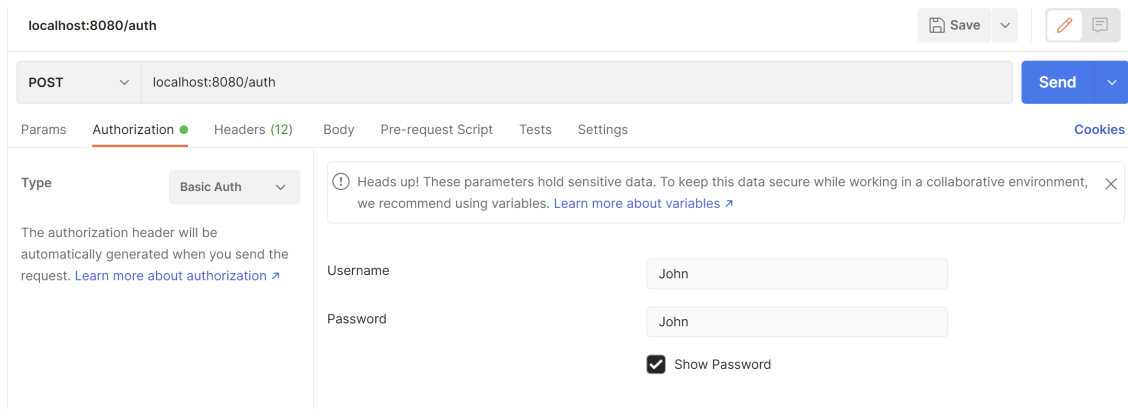 localhost:8080/auth
Save
POST
localhost:8080/auth
Send
Params Authorization Headers (12) Body Pre-request Script Tests Settings Cookies
Type
Basic Auth
The authorization header will be
automatically generated when you send the
request. Learn more about authorization ↗
Heads up! These parameters hold sensitive data. To keep this data secure while working in a collaborative environment,
we recommend using variables. Learn more about variables ↗
Username
John
Password
John
Show Password